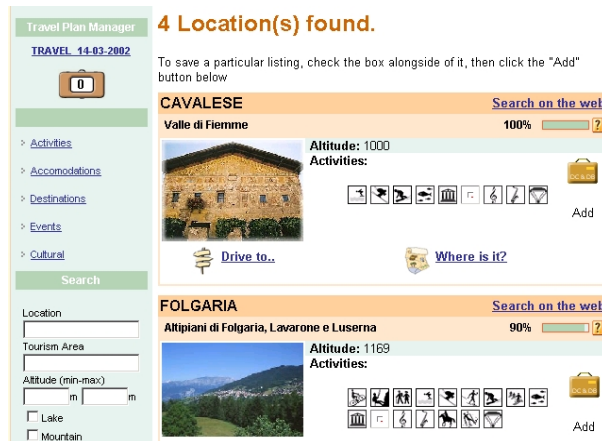 Travel Plan Manager
TRAVEL 14-03-2002
0
Activities
Accomodations
Destinations
Events
Cultural
Search
Location
Tourism Area
Altitude (min-max)
m m
Lake
Mountain
4 Location(s) found.
To save a particular listing, check the box alongside of it, then click the "Add"
button below
CAVALESE Search on the web
Valle di Fiemme 100% ?
Altitude: 1000
Activities:
Add
Drive to.. Where is it?
FOLGARIA Search on the web
Altipiani di Folgaria, Lavarone e Luserna 90% ?
Altitude: 1169
Activities:
Add